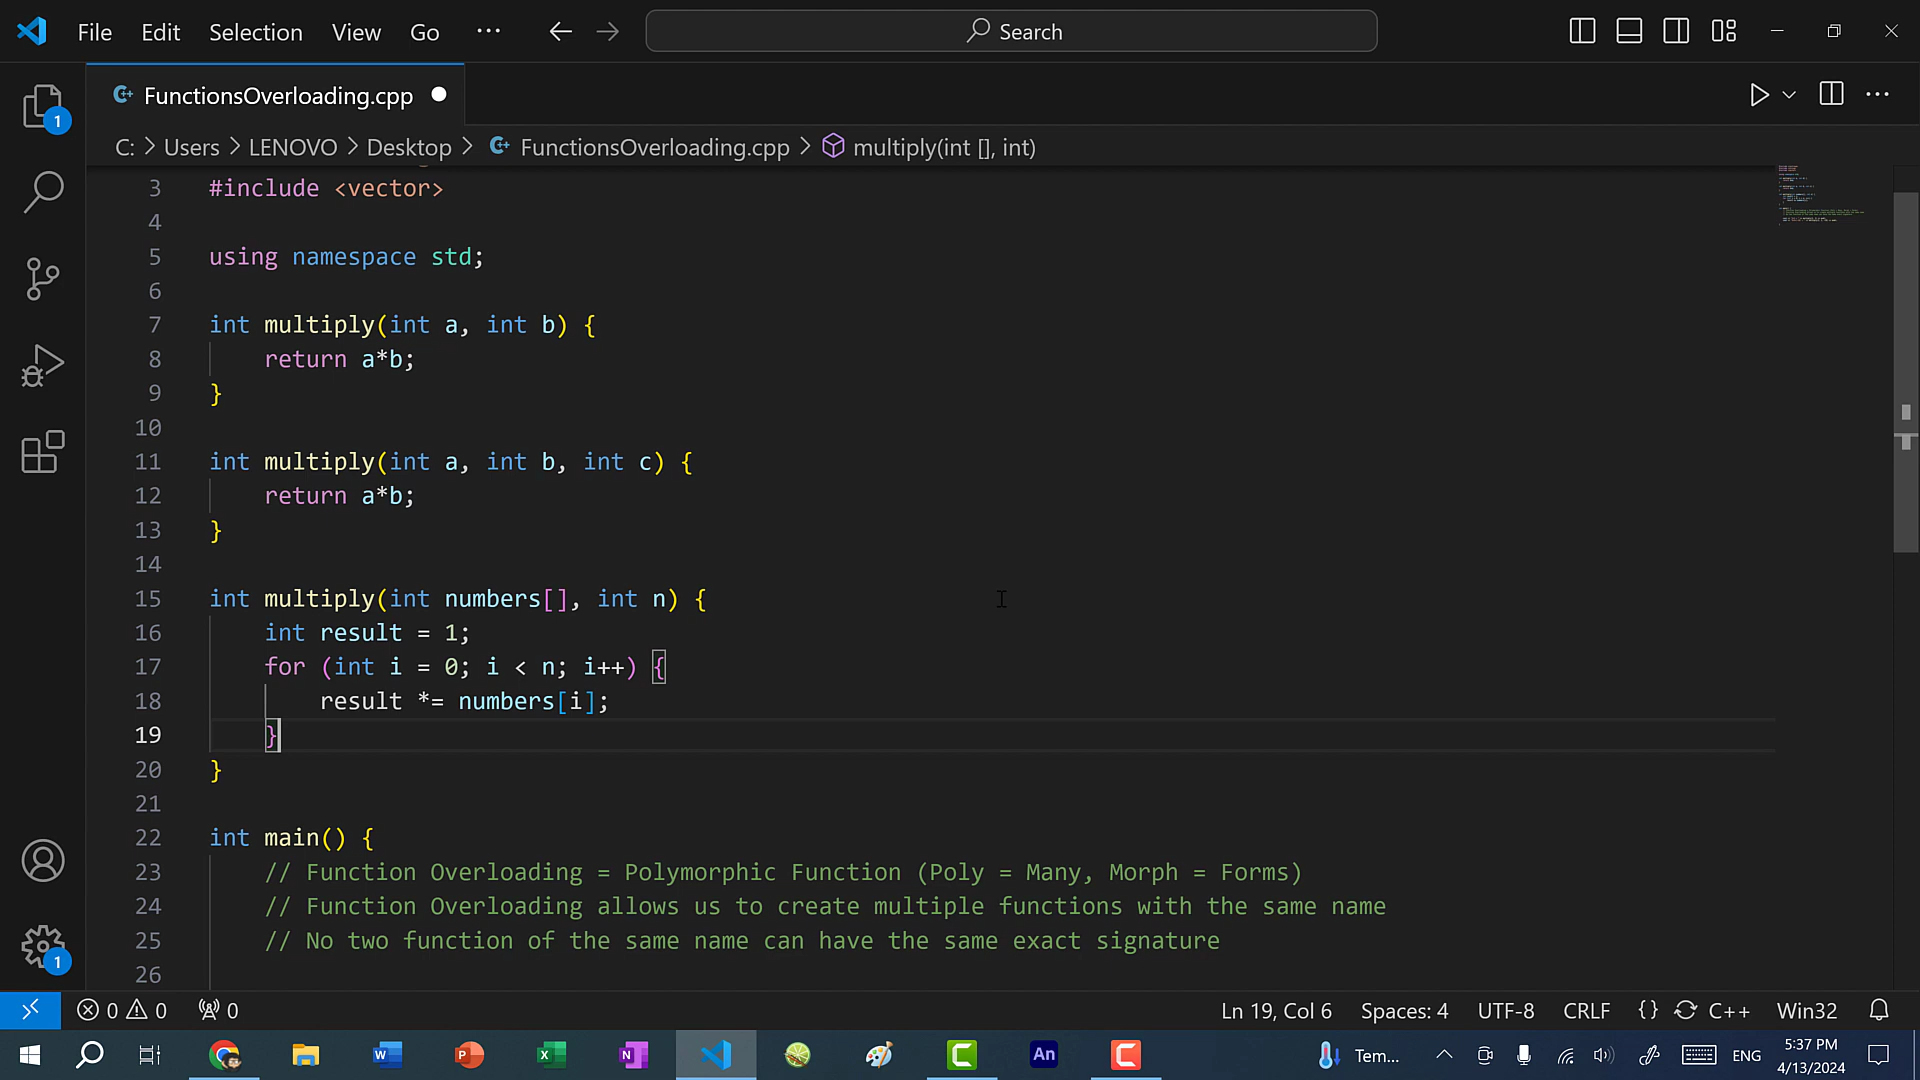 File Edit Selection View Go ··· Search
FunctionsOverloading.cpp
C: > Users > LENOVO > Desktop > FunctionsOverloading.cpp > multiply(int [], int)
3 #include <vector>
4
5 using namespace std;
6
7 int multiply(int a, int b) {
8 return a*b;
9 }
10
11 int multiply(int a, int b, int c) {
12 return a*b;
13 }
14
15 int multiply(int numbers[], int n) {
16 int result = 1;
17 for (int i = 0; i < n; i++) {
18 result *= numbers[i];
19 }
20 }
21
22 int main() {
23 // Function Overloading = Polymorphic Function (Poly = Many, Morph = Forms)
24 // Function Overloading allows us to create multiple functions with the same name
25 // No two function of the same name can have the same exact signature
26
1
1
0 0 0 Ln 19, Col 6 Spaces: 4 UTF-8 CRLF {} C++ Win32
W P X N An C Tem... ENG 5:37 PM
4/13/2024